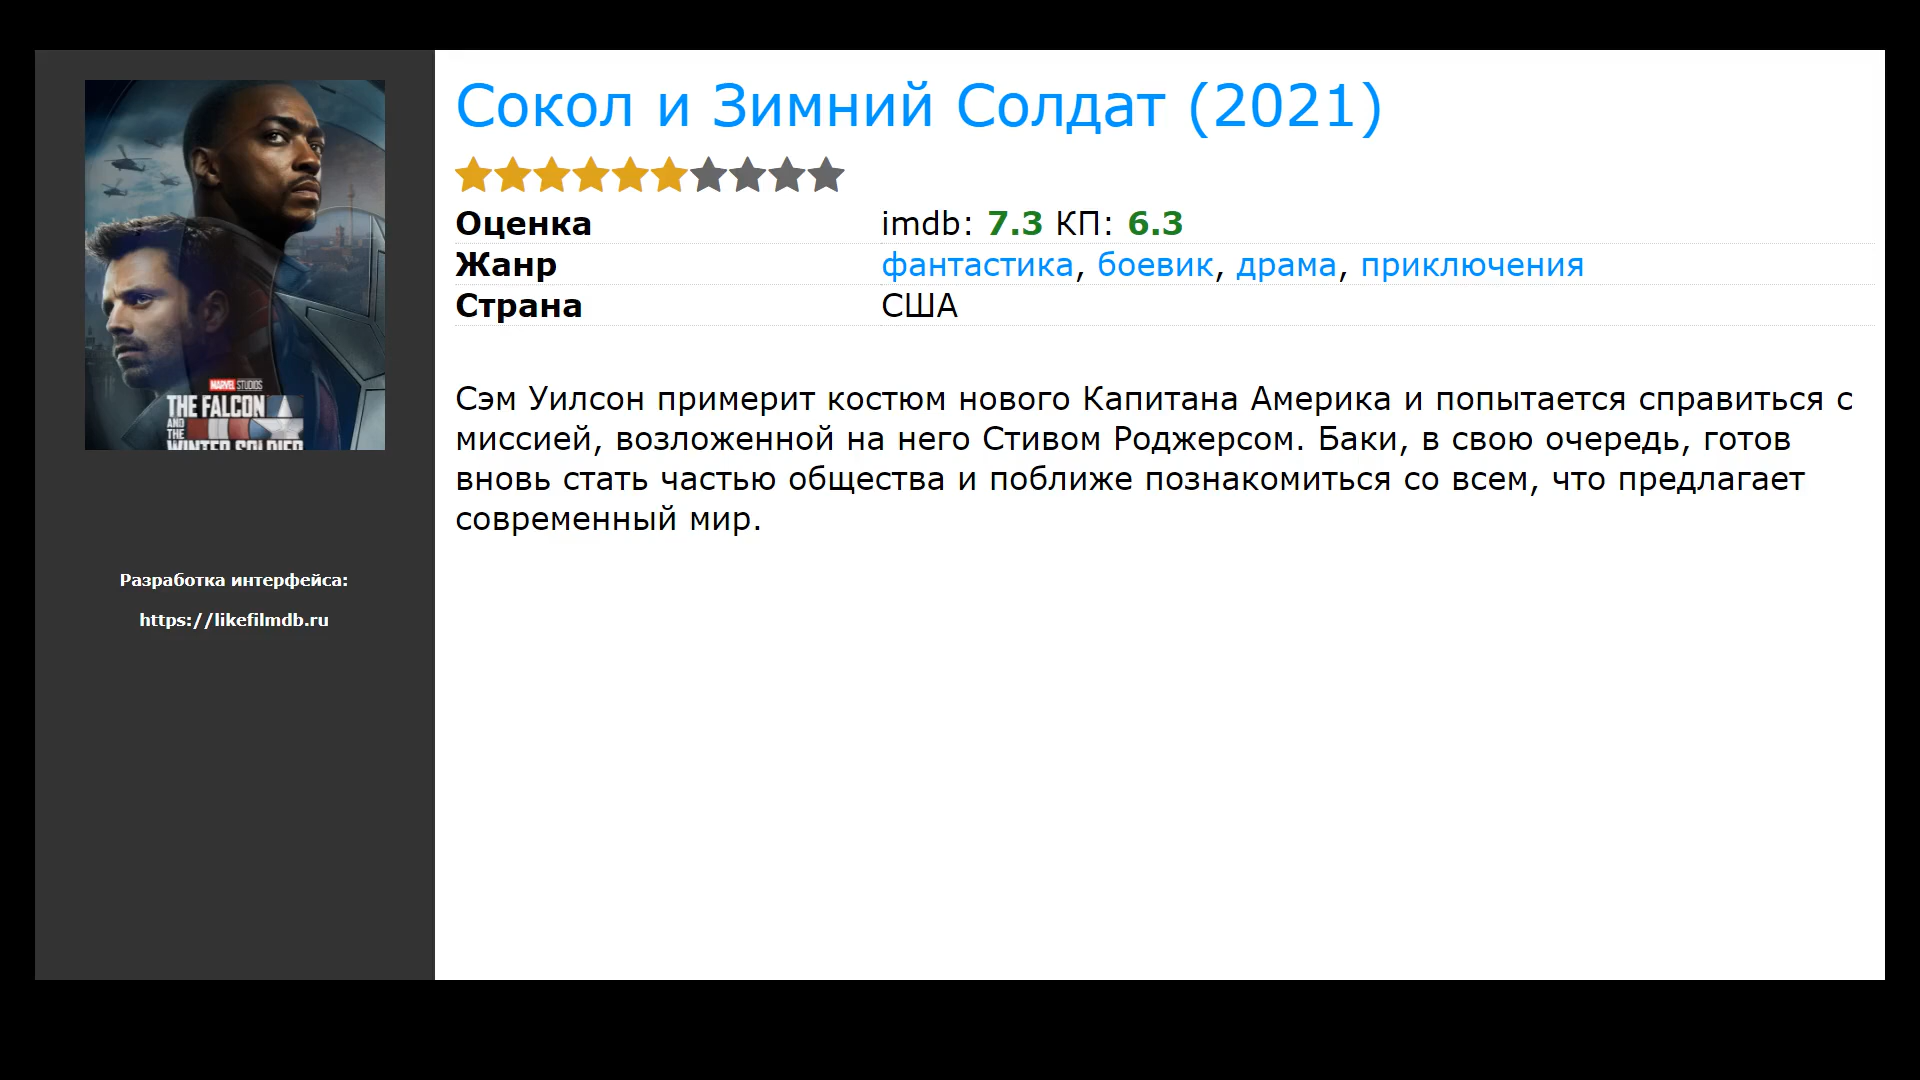 MARVEL STUDIOS
THE FALCON
AND
THE
WINTER SOLDIER
Разработка интерфейса:
https://likefilmdb.ru
Сокол и Зимний Солдат (2021)
Оценка imdb: 7.3 КП: 6.3
Жанр фантастика, боевик, драма, приключения
Страна США
Сэм Уилсон примерит костюм нового Капитана Америка и попытается справиться с
миссией, возложенной на него Стивом Роджерсом. Баки, в свою очередь, готов
вновь стать частью общества и поближе познакомиться со всем, что предлагает
современный мир.